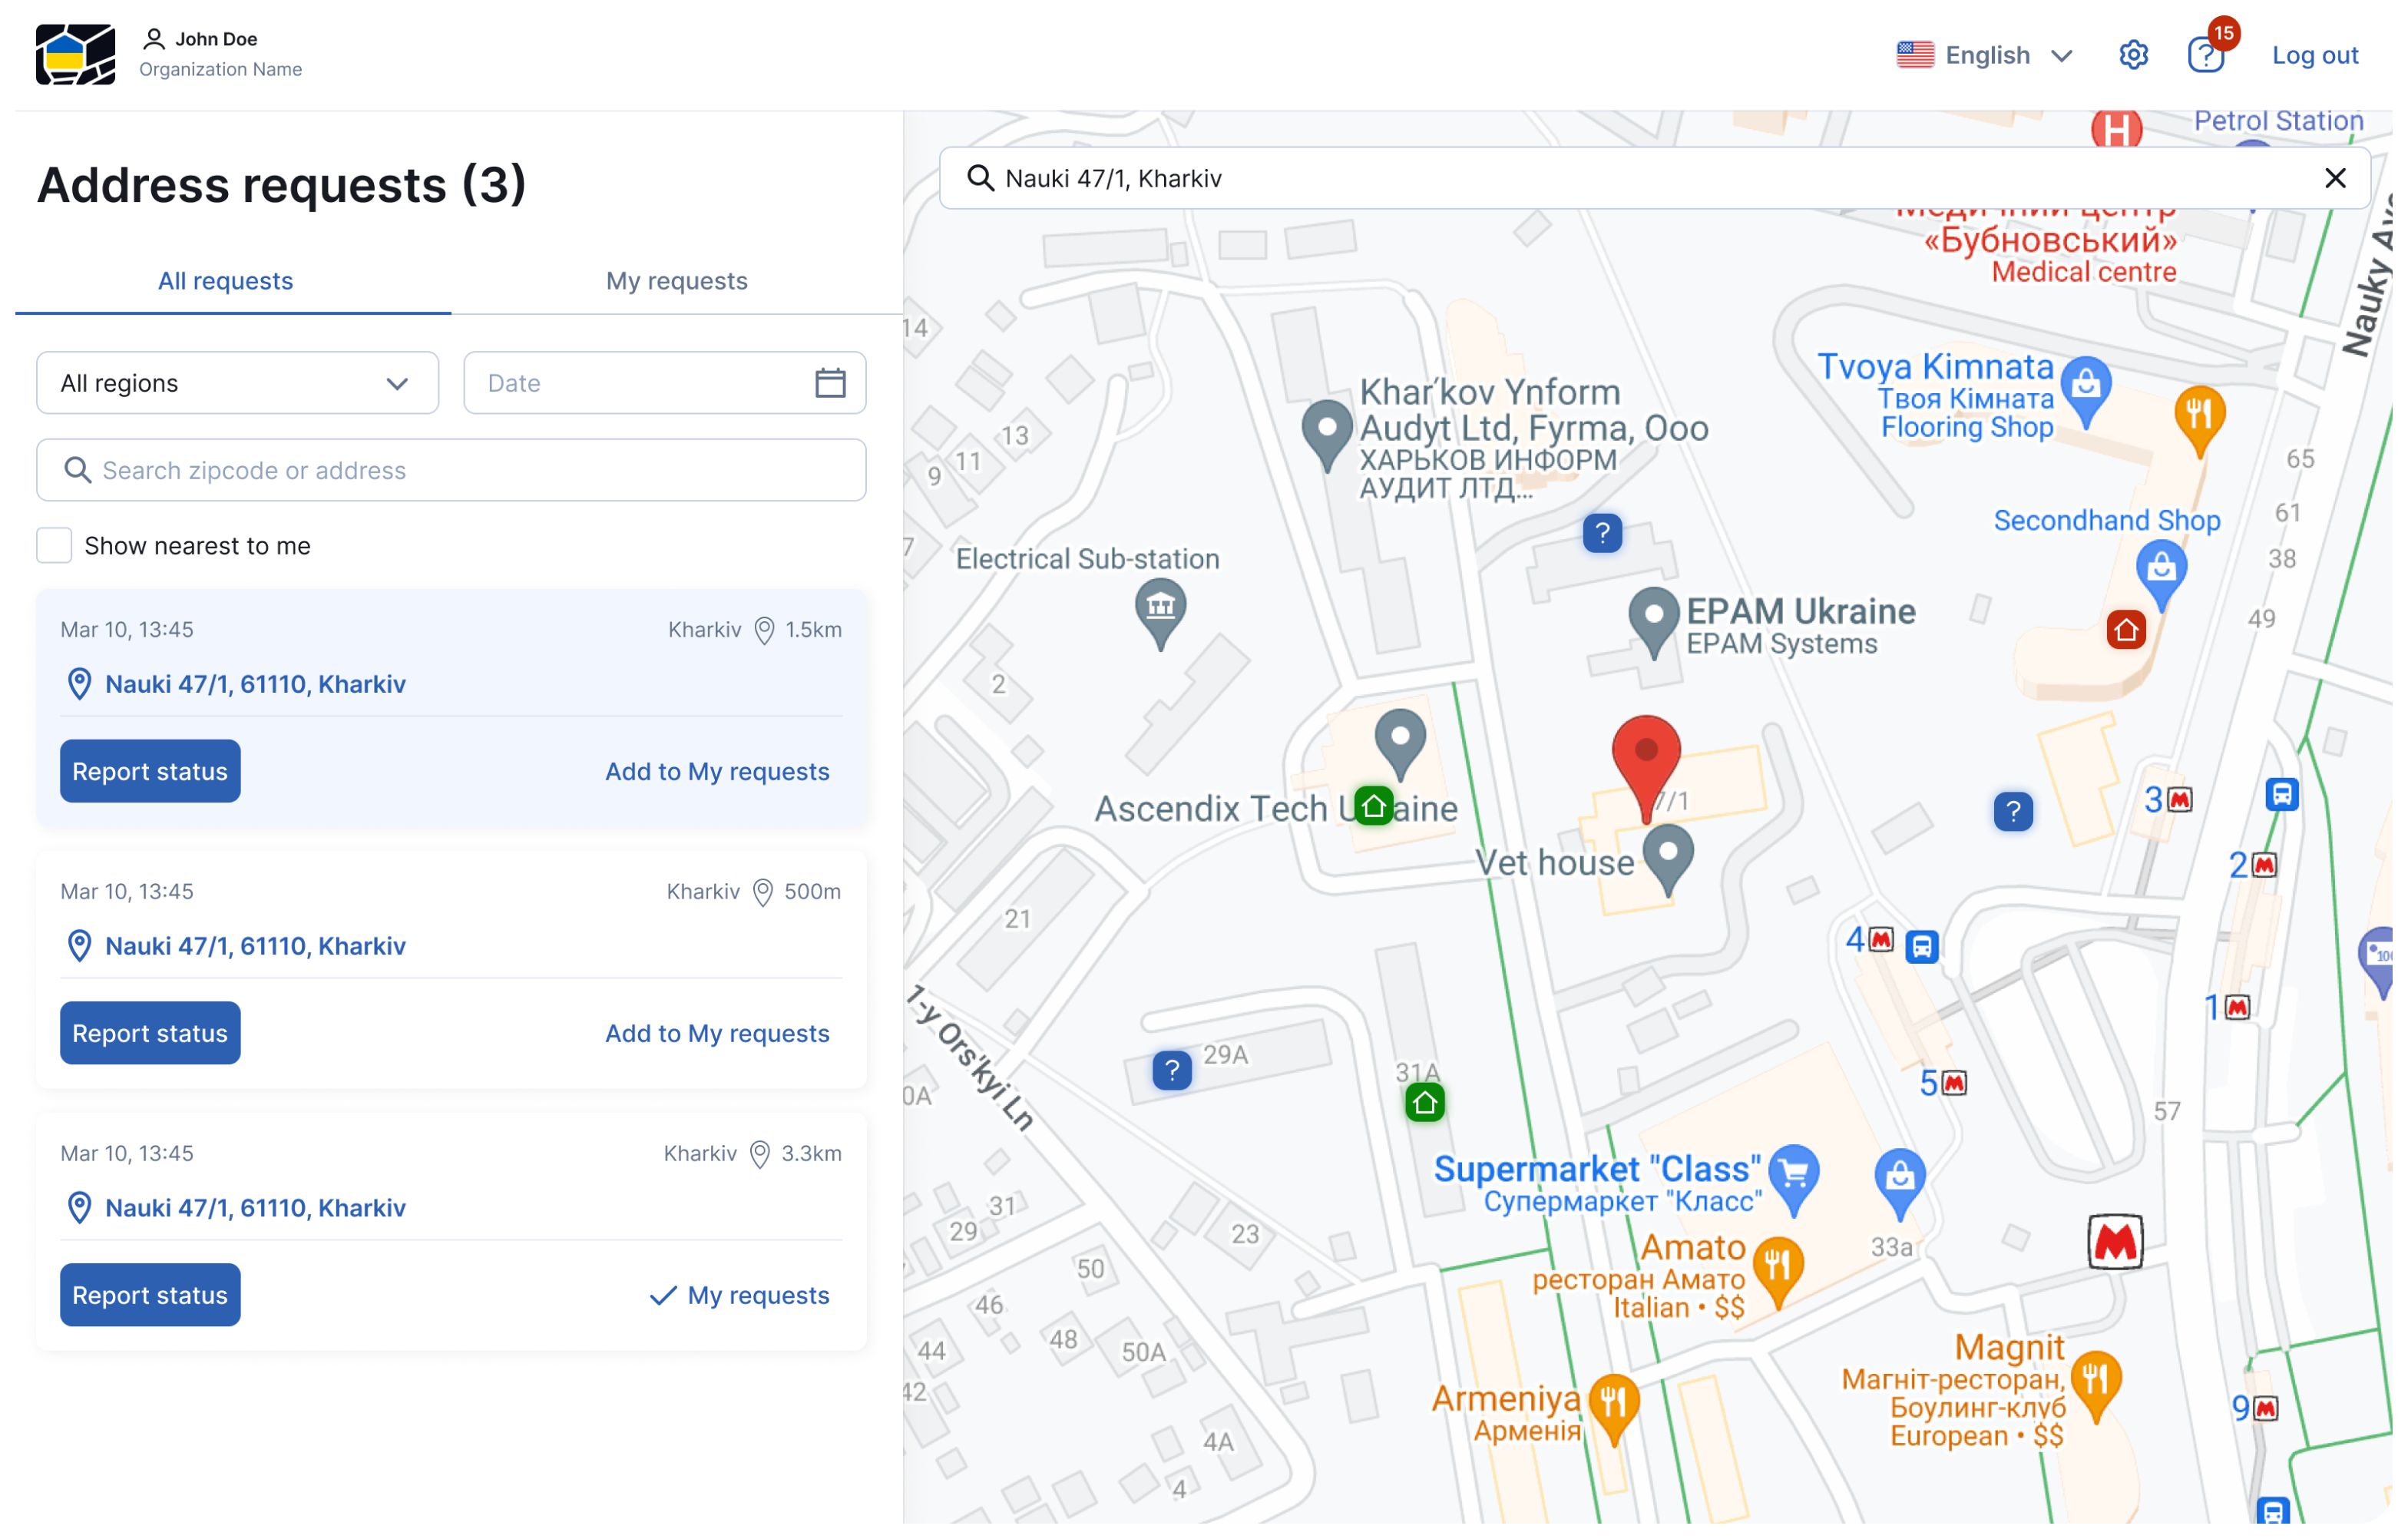 John Doe
Organization Name
English
15
Log out
Address requests (3)
All requests
My requests
All regions
Date
Search zipcode or address
Show nearest to me
Mar 10, 13:45
Kharkiv 1.5km
Nauki 47/1, 61110, Kharkiv
Report status
Add to My requests
Mar 10, 13:45
Kharkiv 500m
Nauki 47/1, 61110, Kharkiv
Report status
Add to My requests
Mar 10, 13:45
Kharkiv 3.3km
Nauki 47/1, 61110, Kharkiv
Report status
My requests
H
Petrol Station
Nauki 47/1, Kharkiv
Медичний центр
«Бубновський»
Medical centre
14
Khar'kov Ynform
Audyt Ltd, Fyrma, Ooo
ХАРЬКОВ ИНФОРМ
АУДИТ ЛТД...
Tvoya Kimnata
Твоя Кімната
Flooring Shop
13
11
9
65
61
Secondhand Shop
38
7
?
Electrical Sub-station
EPAM Ukraine
EPAM Systems
49
2
7/1
Ascendix Tech
aine
?
3
Vet house
2
21
4
1
1-y Ors'kyi Ln
29A
?
31A
0A
5
57
Supermarket "Class"
Супермаркет "Класс"
31
29
23
33a
Amato
ресторан Амато
Italian • $$
50
46
48
50A
44
42
Magnit
Магніт-ресторан,
Боулинг-клуб
European • $$
Armeniya
Арменія
9
4A
4